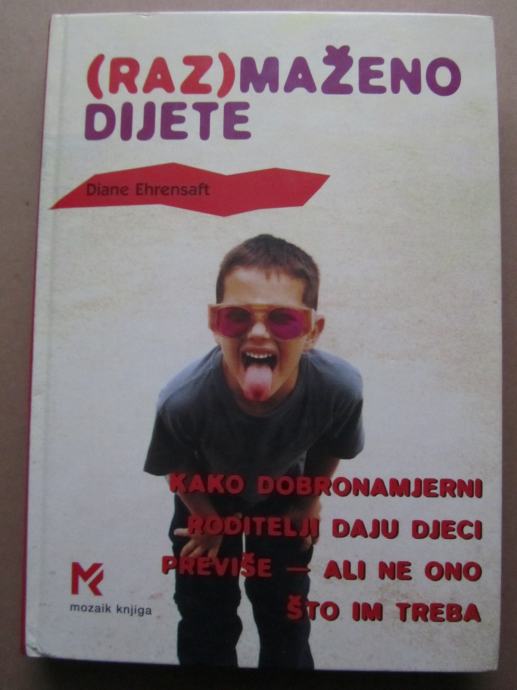 (RAZ)MAŽENO
DIJETE
Diane Ehrensaft
KAKO DOBRONAMJERNI
RODITELJI DAJU DJECI
PREVIŠE – ALI NE ONO
ŠTO IM TREBA
mozaik knjiga